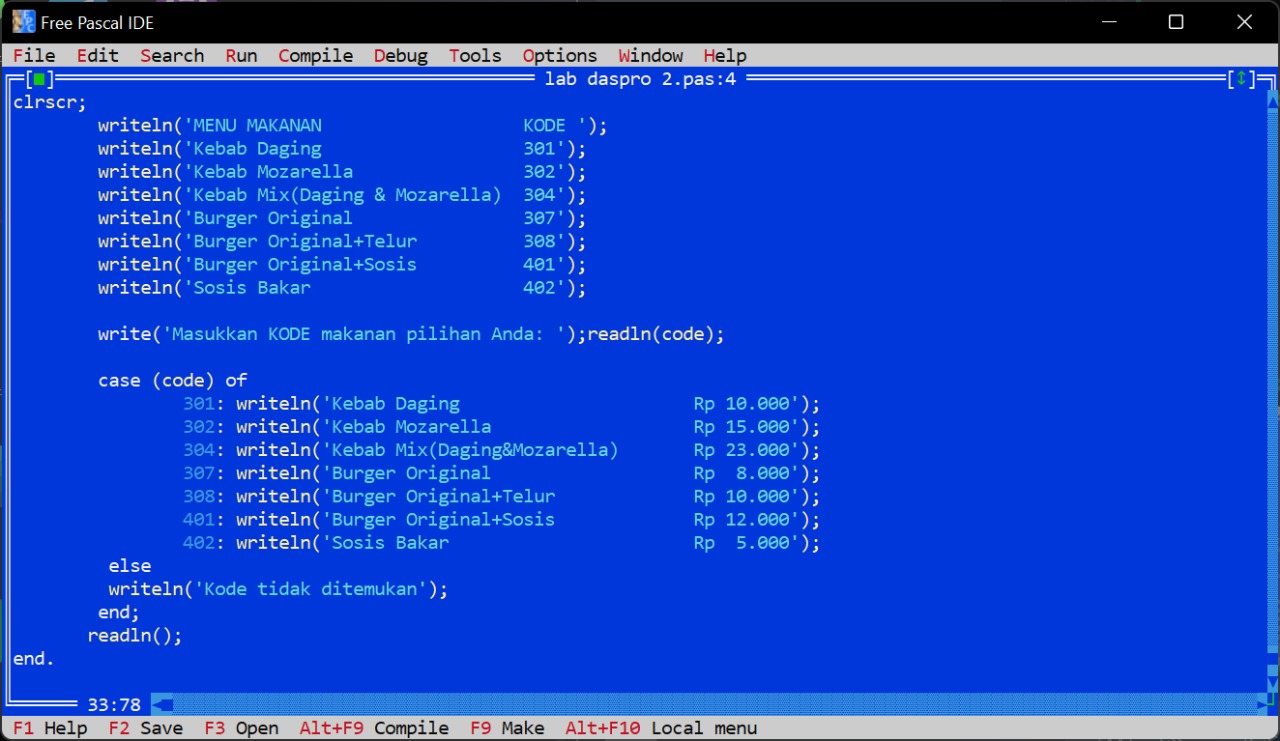 Free Pascal IDE
File Edit Search Run Compile Debug Tools Options Window Help
lab daspro 2.pas:4
clrscr;
writeln('MENU MAKANAN                   KODE ');
writeln('Kebab Daging                   301');
writeln('Kebab Mozarella                302');
writeln('Kebab Mix(Daging & Mozarella)  304');
writeln('Burger Original                307');
writeln('Burger Original+Telur          308');
writeln('Burger Original+Sosis          401');
writeln('Sosis Bakar                    402');
write('Masukkan KODE makanan pilihan Anda: ');readln(code);
case (code) of
301: writeln('Kebab Daging                      Rp 10.000');
302: writeln('Kebab Mozarella                   Rp 15.000');
304: writeln('Kebab Mix(Daging&Mozarella)       Rp 23.000');
307: writeln('Burger Original                   Rp  8.000');
308: writeln('Burger Original+Telur             Rp 10.000');
401: writeln('Burger Original+Sosis             Rp 12.000');
402: writeln('Sosis Bakar                       Rp  5.000');
else
writeln('Kode tidak ditemukan');
end;
readln();
end.
33:78
F1 Help F2 Save F3 Open Alt+F9 Compile F9 Make Alt+F10 Local menu